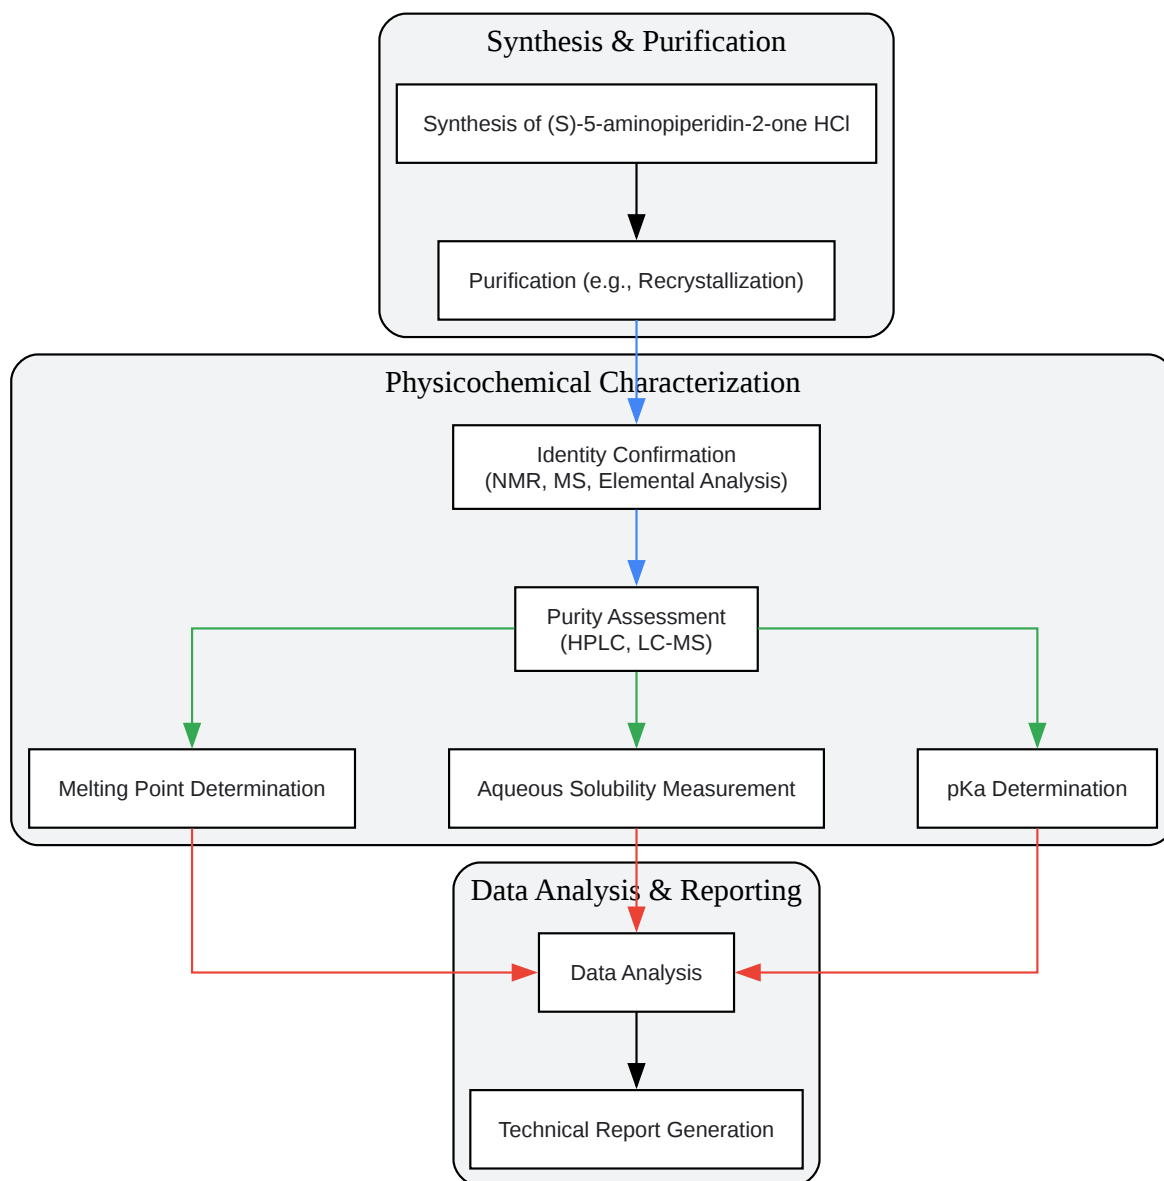 Synthesis & Purification
Synthesis of (S)-5-aminopiperidin-2-one HCl
Purification (e.g., Recrystallization)
Physicochemical Characterization
Identity Confirmation
(NMR, MS, Elemental Analysis)
Purity Assessment
(HPLC, LC-MS)
Melting Point Determination
Aqueous Solubility Measurement
pKa Determination
Data Analysis & Reporting
Data Analysis
Technical Report Generation